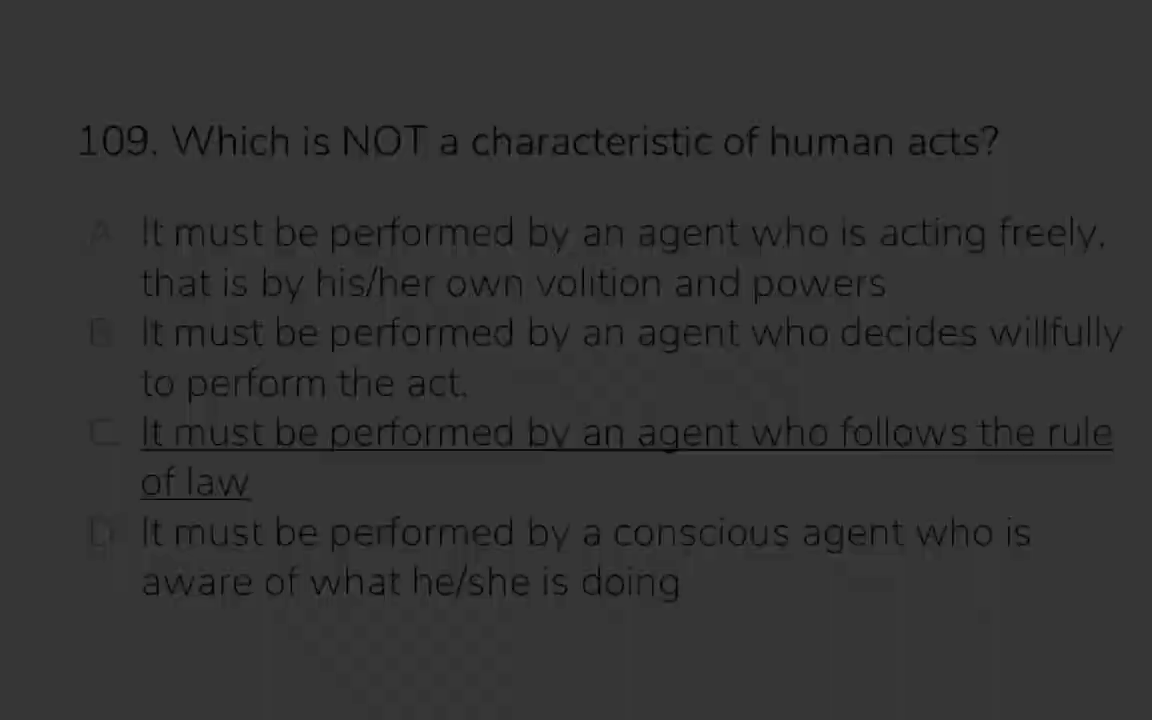 109. Which is NOT a characteristic of human acts?
A It must be performed by an agent who is acting freely,
that is by his/her own volition and powers
B It must be performed by an agent who decides willfully
to perform the act.
C It must be performed by an agent who follows the rule
of law
D It must be performed by a conscious agent who is
aware of what he/she is doing